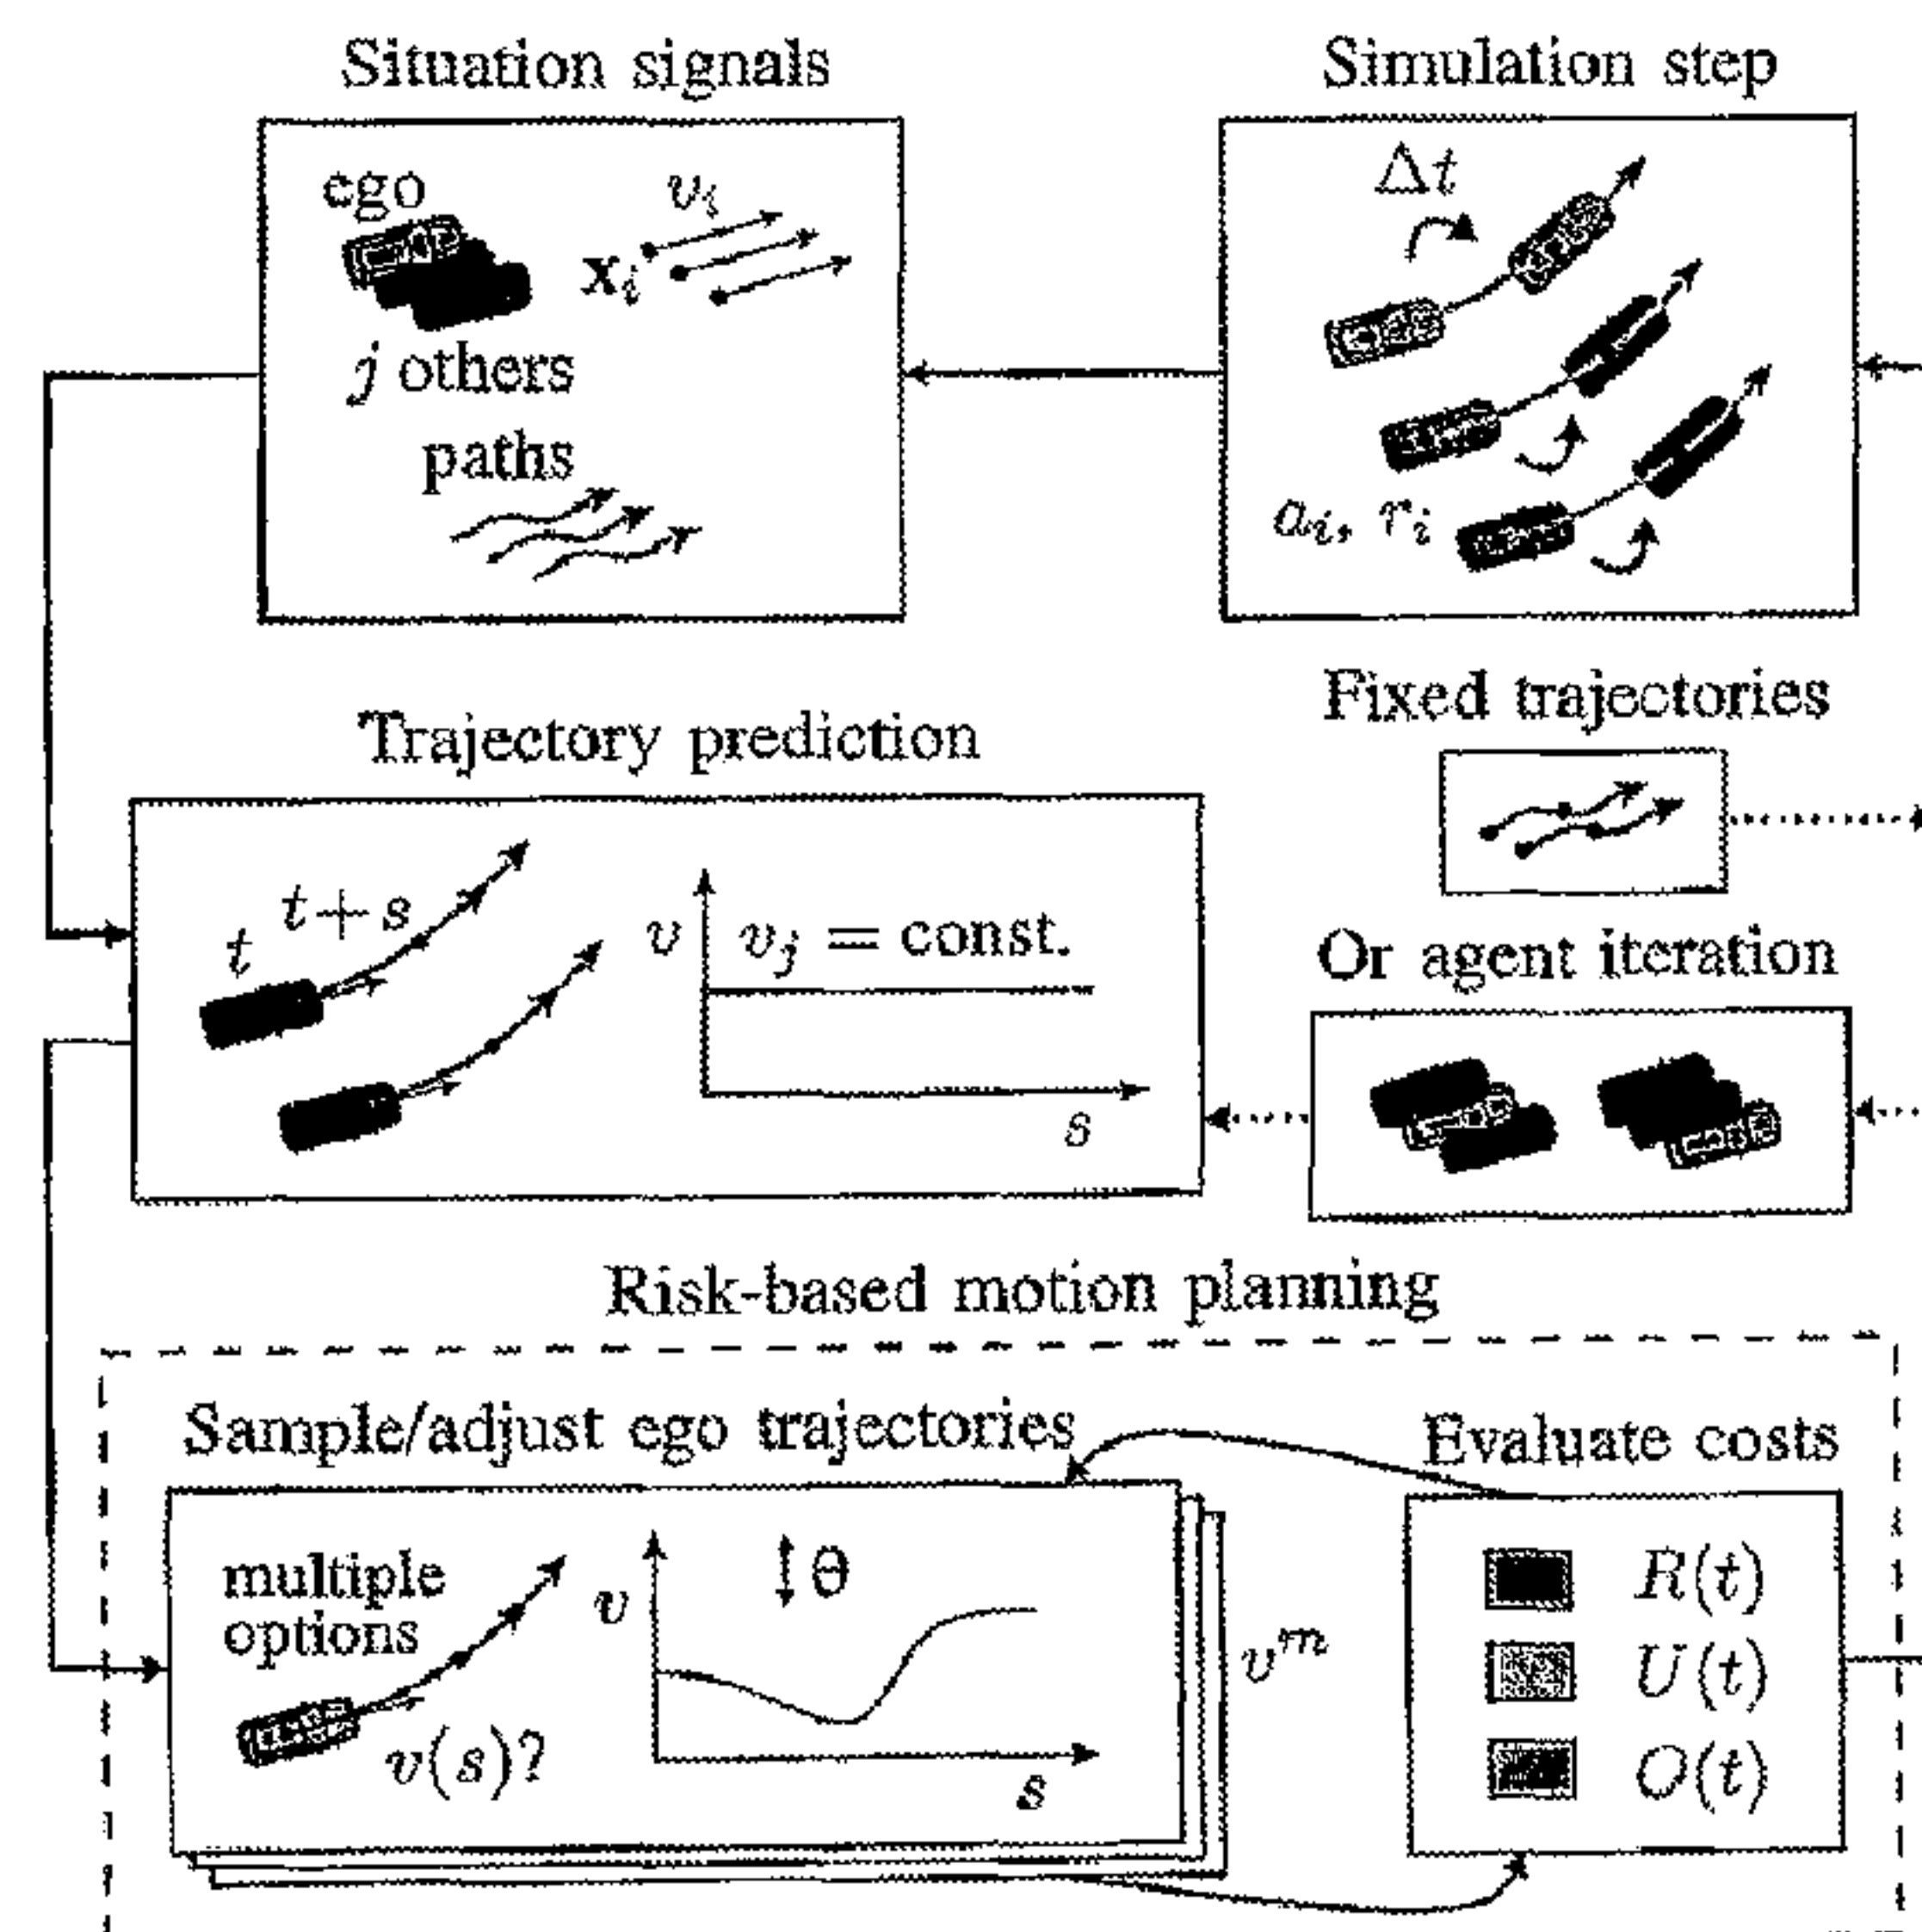 Situation signals
ego
v_i
x_i
j others
paths
Simulation step
Δt
a_i, r_i
Fixed trajectories
Trajectory prediction
t
t+s
v
v_j = const.
s
Or agent iteration
Risk-based motion planning
Sample/adjust ego trajectories
multiple
options
v(s)?
v
θ
s
v^m
Evaluate costs
R(t)
U(t)
O(t)